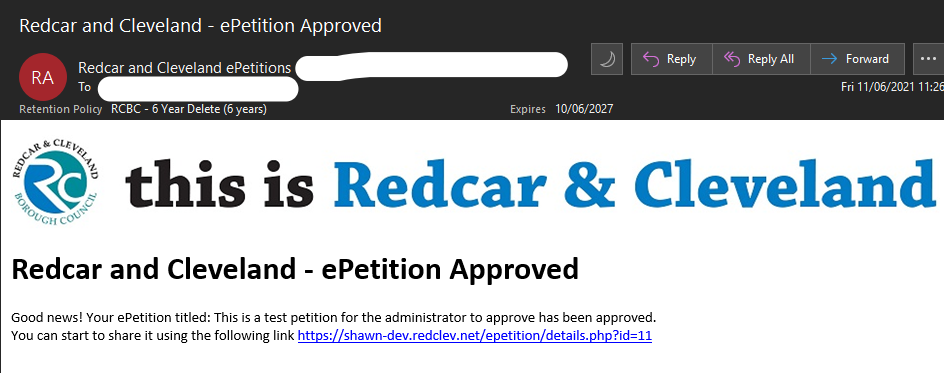 Redcar and Cleveland - ePetition Approved
RA
Redcar and Cleveland ePetitions
To
Reply
Reply All
Forward
Fri 11/06/2021 11:26
Retention Policy RCBC - 6 Year Delete (6 years)
Expires 10/06/2027
REDCAR & CLEVELAND
RC
BOROUGH COUNCIL
this is Redcar & Cleveland
Redcar and Cleveland - ePetition Approved
Good news! Your ePetition titled: This is a test petition for the administrator to approve has been approved.
You can start to share it using the following link https://shawn-dev.redclev.net/epetition/details.php?id=11